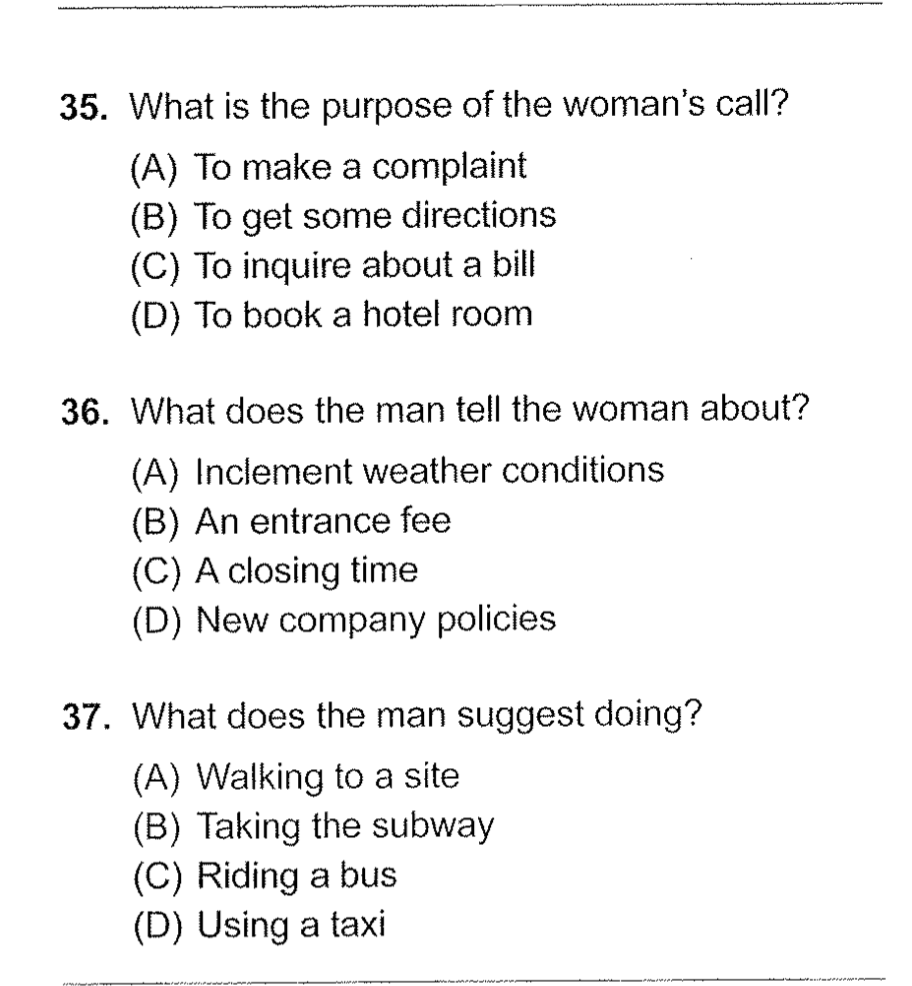 35. What is the purpose of the woman's call?
(A) To make a complaint
(B) To get some directions
(C) To inquire about a bill
(D) To book a hotel room
36. What does the man tell the woman about?
(A) Inclement weather conditions
(B) An entrance fee
(C) A closing time
(D) New company policies
37. What does the man suggest doing?
(A) Walking to a site
(B) Taking the subway
(C) Riding a bus
(D) Using a taxi